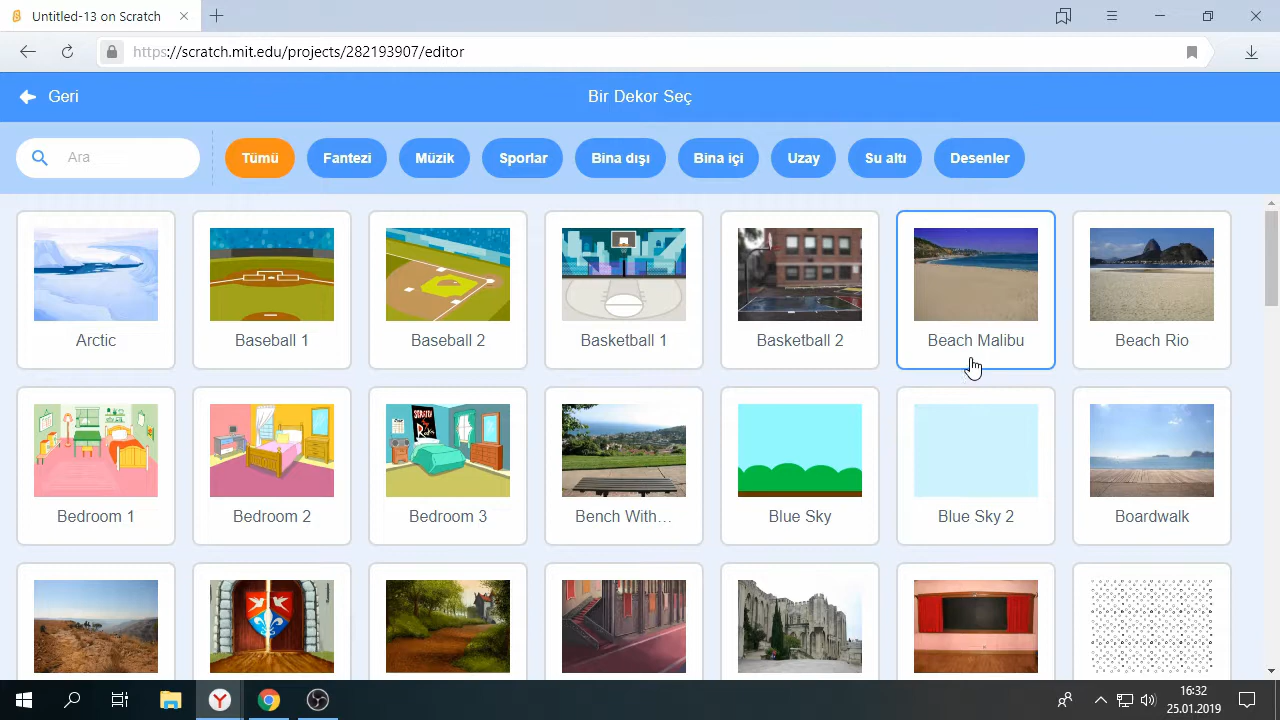 Untitled-13 on Scratch
https://scratch.mit.edu/projects/282193907/editor
Geri
Bir Dekor Seç
Ara
Tümü
Fantezi
Müzik
Sporlar
Bina dışı
Bina içi
Uzay
Su altı
Desenler
Arctic
Baseball 1
Baseball 2
Basketball 1
Basketball 2
Beach Malibu
Beach Rio
Bedroom 1
Bedroom 2
Bedroom 3
Bench With...
Blue Sky
Blue Sky 2
Boardwalk
16:32
25.01.2019